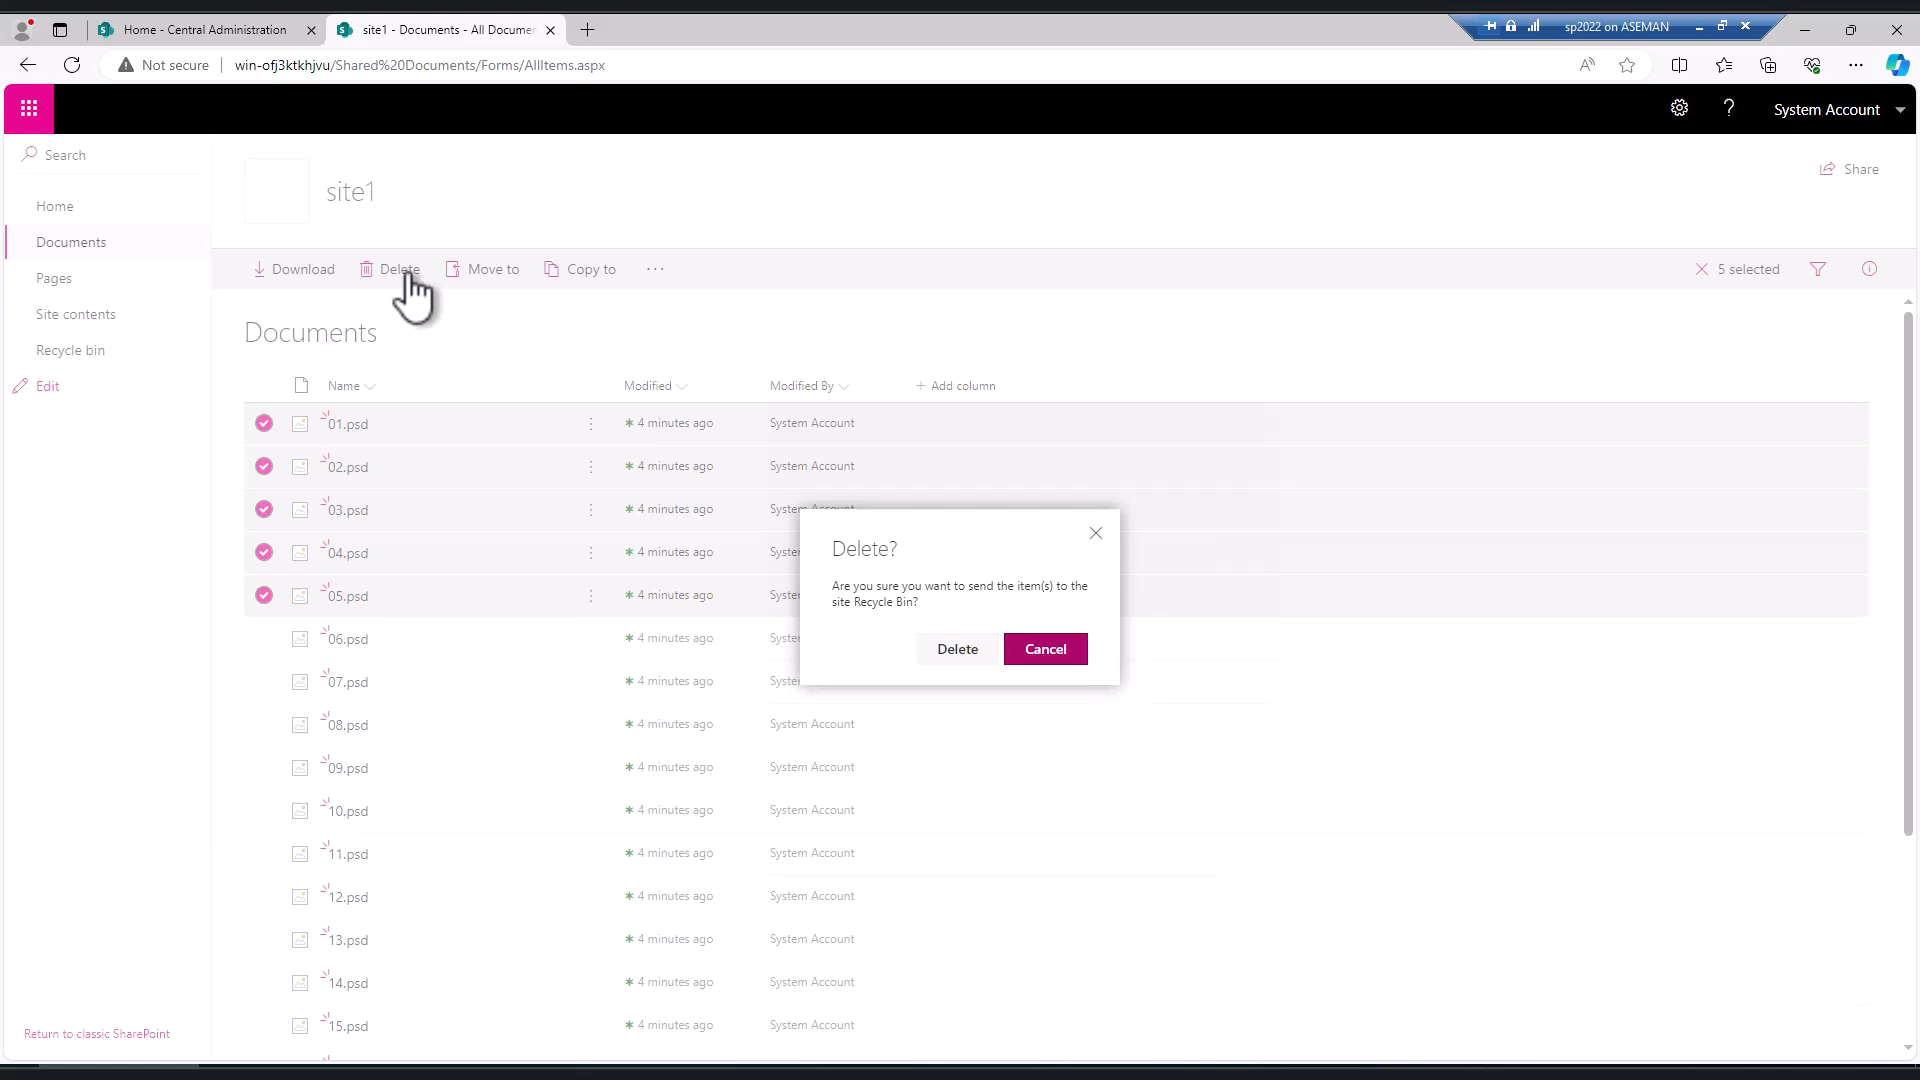 Home - Central Administration
site1 - Documents - All Documen
sp2022 on ASEMAN
Not secure
win-ofj3ktkhjvu/Shared%20Documents/Forms/AllItems.aspx
System Account
Search
Home
Documents
Pages
Site contents
Recycle bin
Edit
Return to classic SharePoint
site1
Share
Download
Delete
Move to
Copy to
5 selected
Documents
Name
Modified
Modified By
+ Add column
01.psd 4 minutes ago System Account
02.psd 4 minutes ago System Account
03.psd 4 minutes ago System Account
04.psd 4 minutes ago Syste
05.psd 4 minutes ago Syste
06.psd 4 minutes ago Syste
07.psd 4 minutes ago Syste
08.psd 4 minutes ago System Account
09.psd 4 minutes ago System Account
10.psd 4 minutes ago System Account
11.psd 4 minutes ago System Account
12.psd 4 minutes ago System Account
13.psd 4 minutes ago System Account
14.psd 4 minutes ago System Account
15.psd 4 minutes ago System Account
Delete?
Are you sure you want to send the item(s) to the
site Recycle Bin?
Delete
Cancel